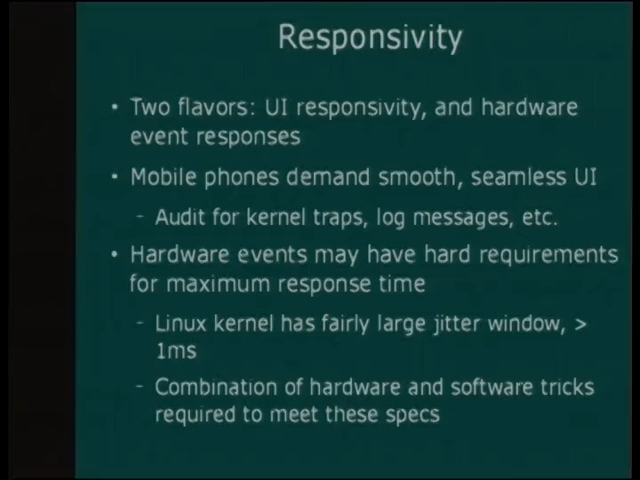 Responsivity
• Two flavors: UI responsivity, and hardware
event responses
• Mobile phones demand smooth, seamless UI
- Audit for kernel traps, log messages, etc.
• Hardware events may have hard requirements
for maximum response time
- Linux kernel has fairly large jitter window, >
1ms
- Combination of hardware and software tricks
required to meet these specs